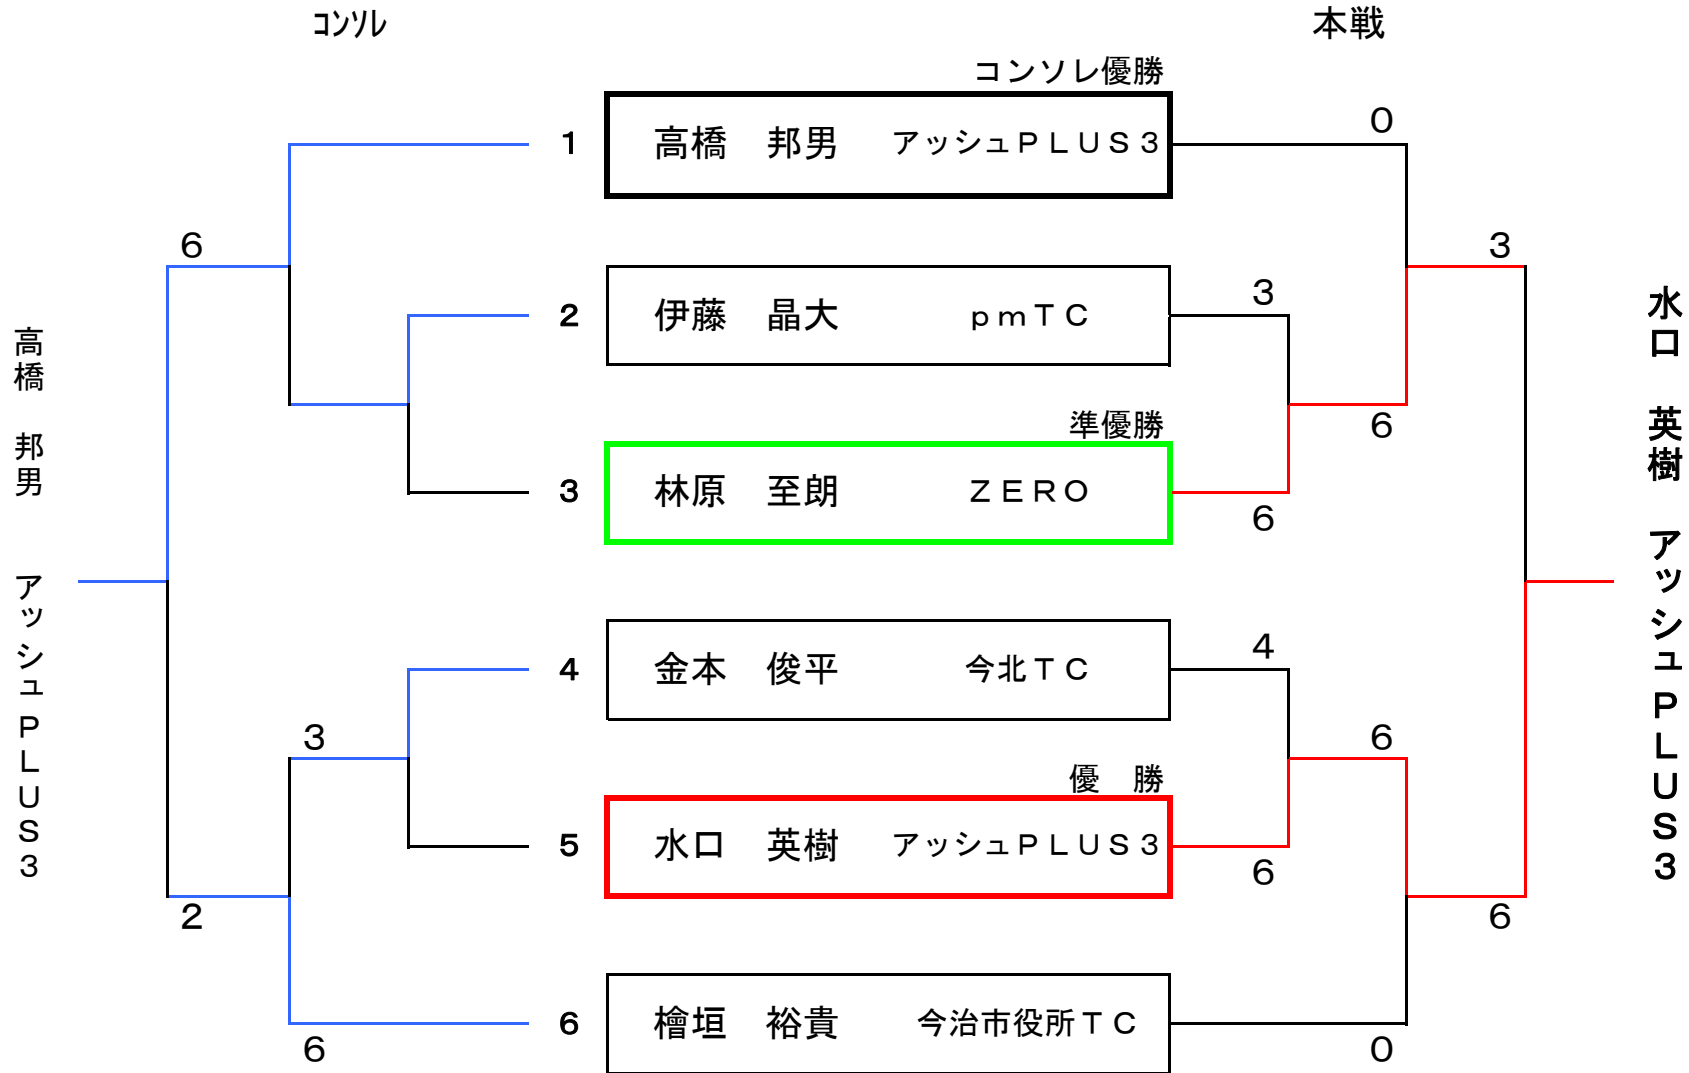 ｺﾝｿﾚ 本戦
コンソレ優勝
0
1 高橋 邦男 アッシュＰＬＵＳ３
6 3
2 伊藤 晶大 ｐｍＴＣ 3
準優勝 6
3 林原 至朗 ＺＥＲＯ
6
4 金本 俊平 今北ＴＣ 4
3 6
優 勝
5 水口 英樹 アッシュＰＬＵＳ３
6
2 6
6 檜垣 裕貴 今治市役所ＴＣ
6 0
高橋 邦男 アッシュＰＬＵＳ３
水口 英樹 アッシュＰＬＵＳ３